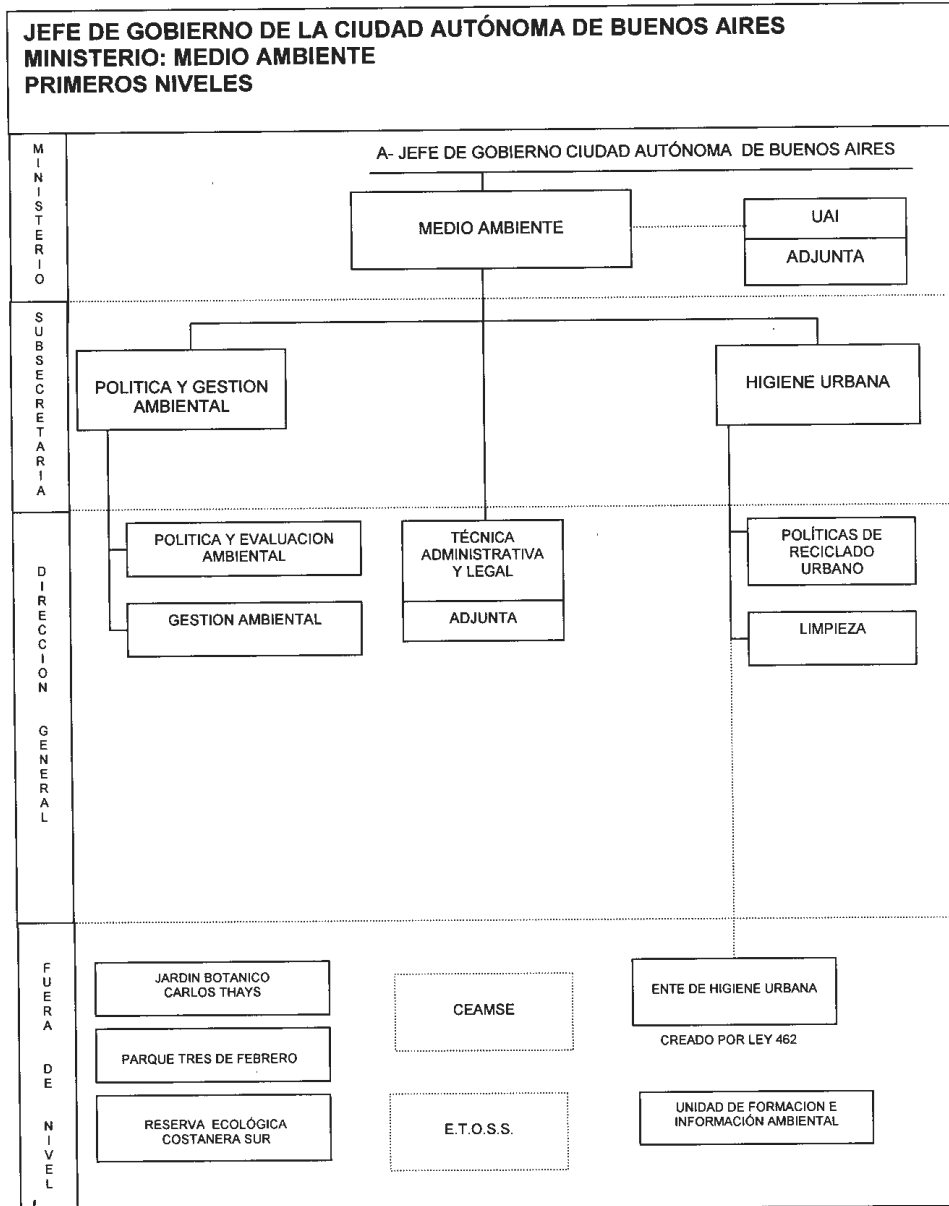 JEFE DE GOBIERNO DE LA CIUDAD AUTÓNOMA DE BUENOS AIRES
MINISTERIO: MEDIO AMBIENTE
PRIMEROS NIVELES
MINISTERIO
A- JEFE DE GOBIERNO CIUDAD AUTÓNOMA DE BUENOS AIRES
MEDIO AMBIENTE
UAI
ADJUNTA
SUBSECRETARIA
POLITICA Y GESTION
AMBIENTAL
HIGIENE URBANA
DIRECCION GENERAL
POLITICA Y EVALUACION
AMBIENTAL
GESTION AMBIENTAL
TÉCNICA
ADMINISTRATIVA
Y LEGAL
ADJUNTA
POLÍTICAS DE
RECICLADO
URBANO
LIMPIEZA
FUERA DE NIVEL
JARDIN BOTANICO
CARLOS THAYS
PARQUE TRES DE FEBRERO
RESERVA ECOLÓGICA
COSTANERA SUR
CEAMSE
E.T.O.S.S.
ENTE DE HIGIENE URBANA
CREADO POR LEY 462
UNIDAD DE FORMACION E
INFORMACIÓN AMBIENTAL